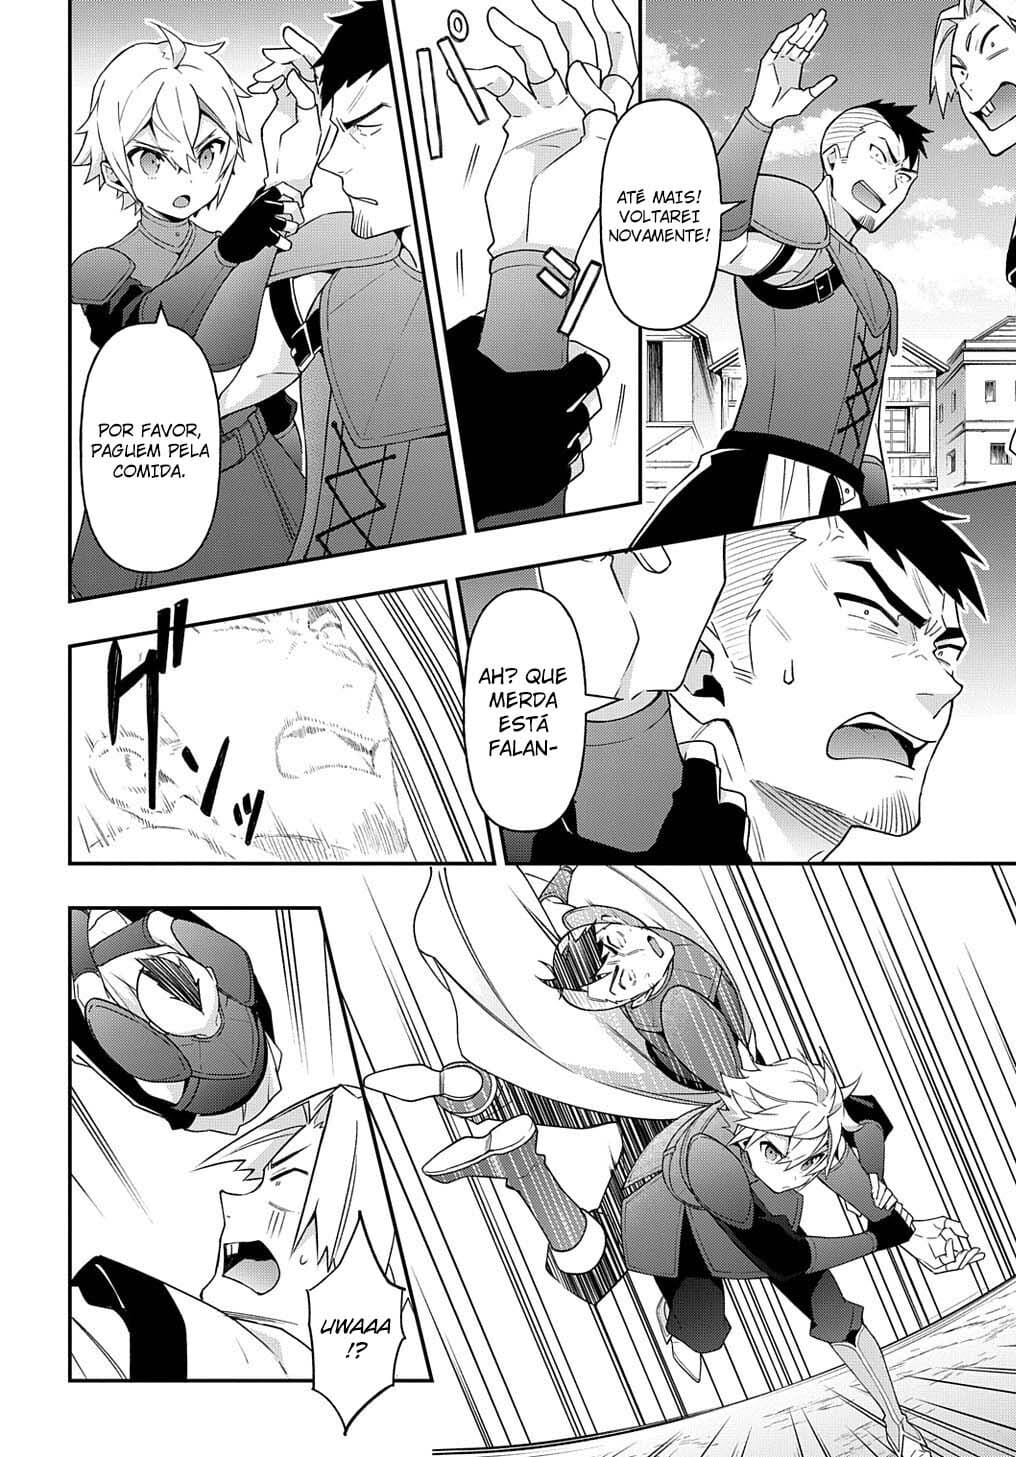 ATÉ MAIS!
VOLTAREI
NOVAMENTE!
POR FAVOR,
PAGUEM PELA
COMIDA.
AH? QUE
MERDA
ESTÁ
FALAN-
UWAAA
!?